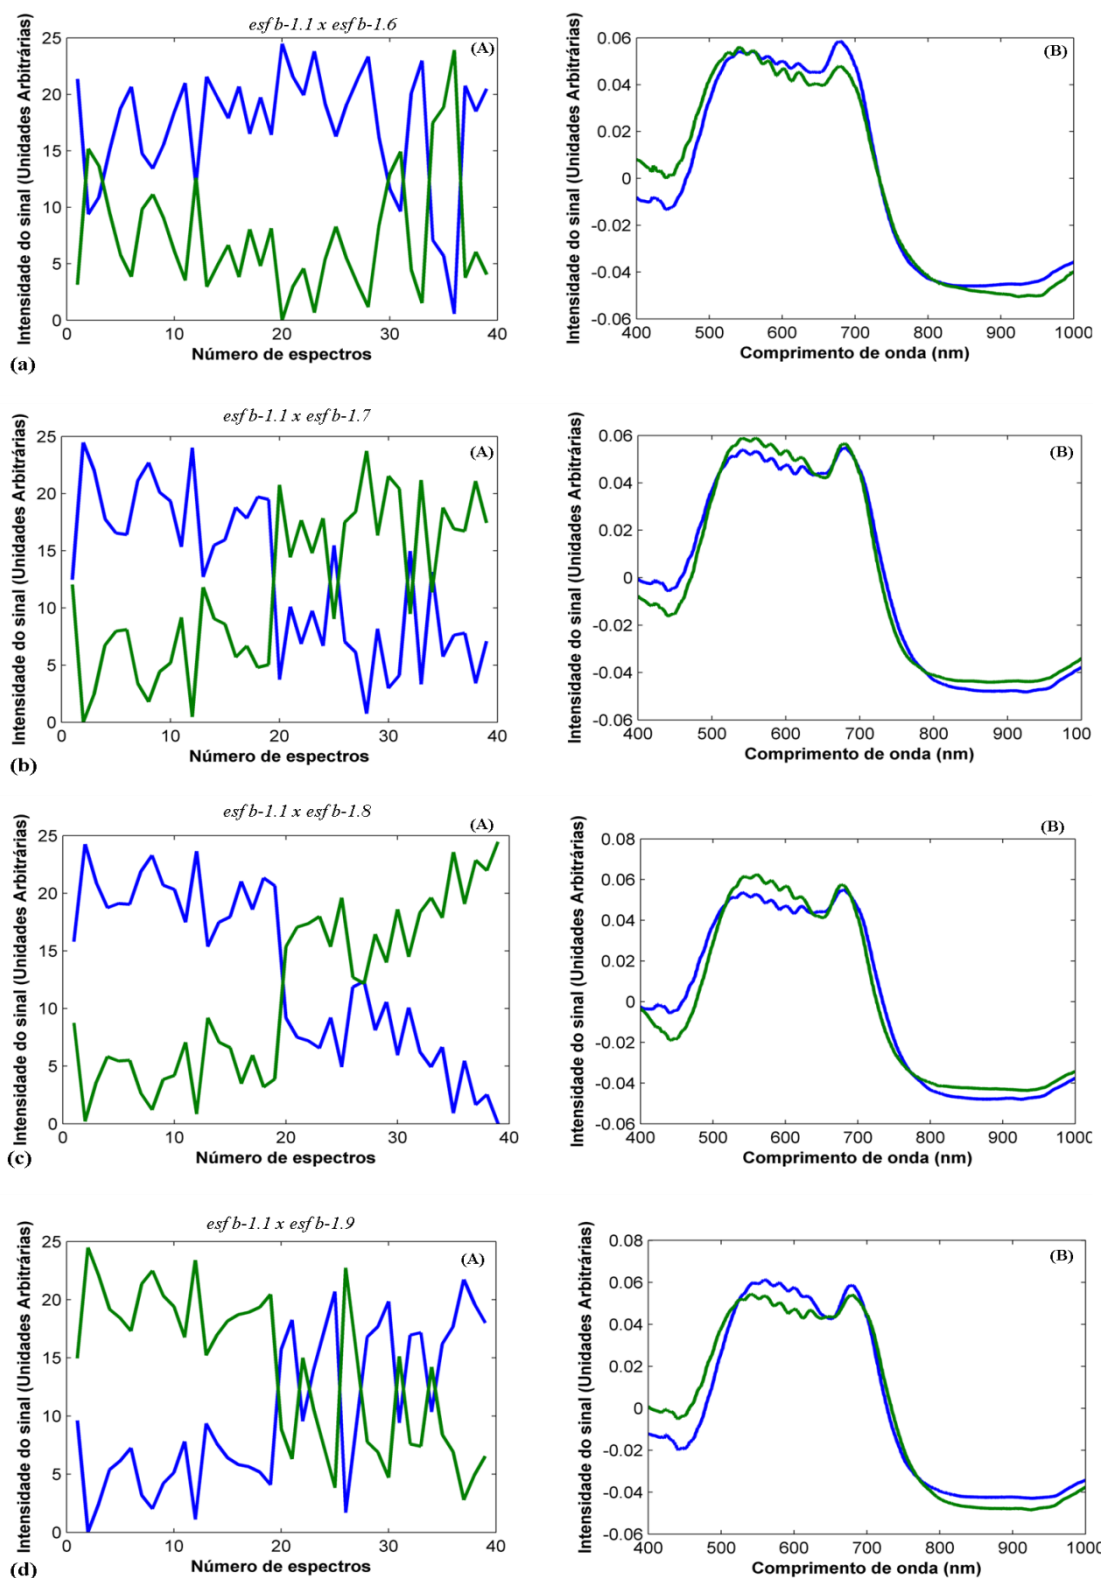 esf b-1.1 x esf b-1.6
Intensidade do sinal (Unidades Arbitrárias)
25
20
15
10
5
0
(A)
0 10 20 30 40
Número de espectros
(a)
Intensidade do sinal (Unidades Arbitrárias)
0.06
0.04
0.02
0
-0.02
-0.04
-0.06
(B)
400 500 600 700 800 900 1000
Comprimento de onda (nm)
esf b-1.1 x esf b-1.7
Intensidade do sinal (Unidades Arbitrárias)
25
20
15
10
5
0
(A)
0 10 20 30 40
Número de espectros
(b)
Intensidade do sinal (Unidades Arbitrárias)
0.06
0.04
0.02
0
-0.02
-0.04
-0.06
(B)
400 500 600 700 800 900 100
Comprimento de onda (nm)
esf b-1.1 x esf b-1.8
Intensidade do sinal (Unidades Arbitrárias)
25
20
15
10
5
0
(A)
0 10 20 30 40
Número de espectros
(c)
Intensidade do sinal (Unidades Arbitrárias)
0.08
0.06
0.04
0.02
0
-0.02
-0.04
-0.06
(B)
400 500 600 700 800 900 1000
Comprimento de onda (nm)
esf b-1.1 x esf b-1.9
Intensidade do sinal (Unidades Arbitrárias)
25
20
15
10
5
0
(A)
0 10 20 30 40
Número de espectros
(d)
Intensidade do sinal (Unidades Arbitrárias)
0.08
0.06
0.04
0.02
0
-0.02
-0.04
-0.06
(B)
400 500 600 700 800 900 1000
Comprimento de onda (nm)